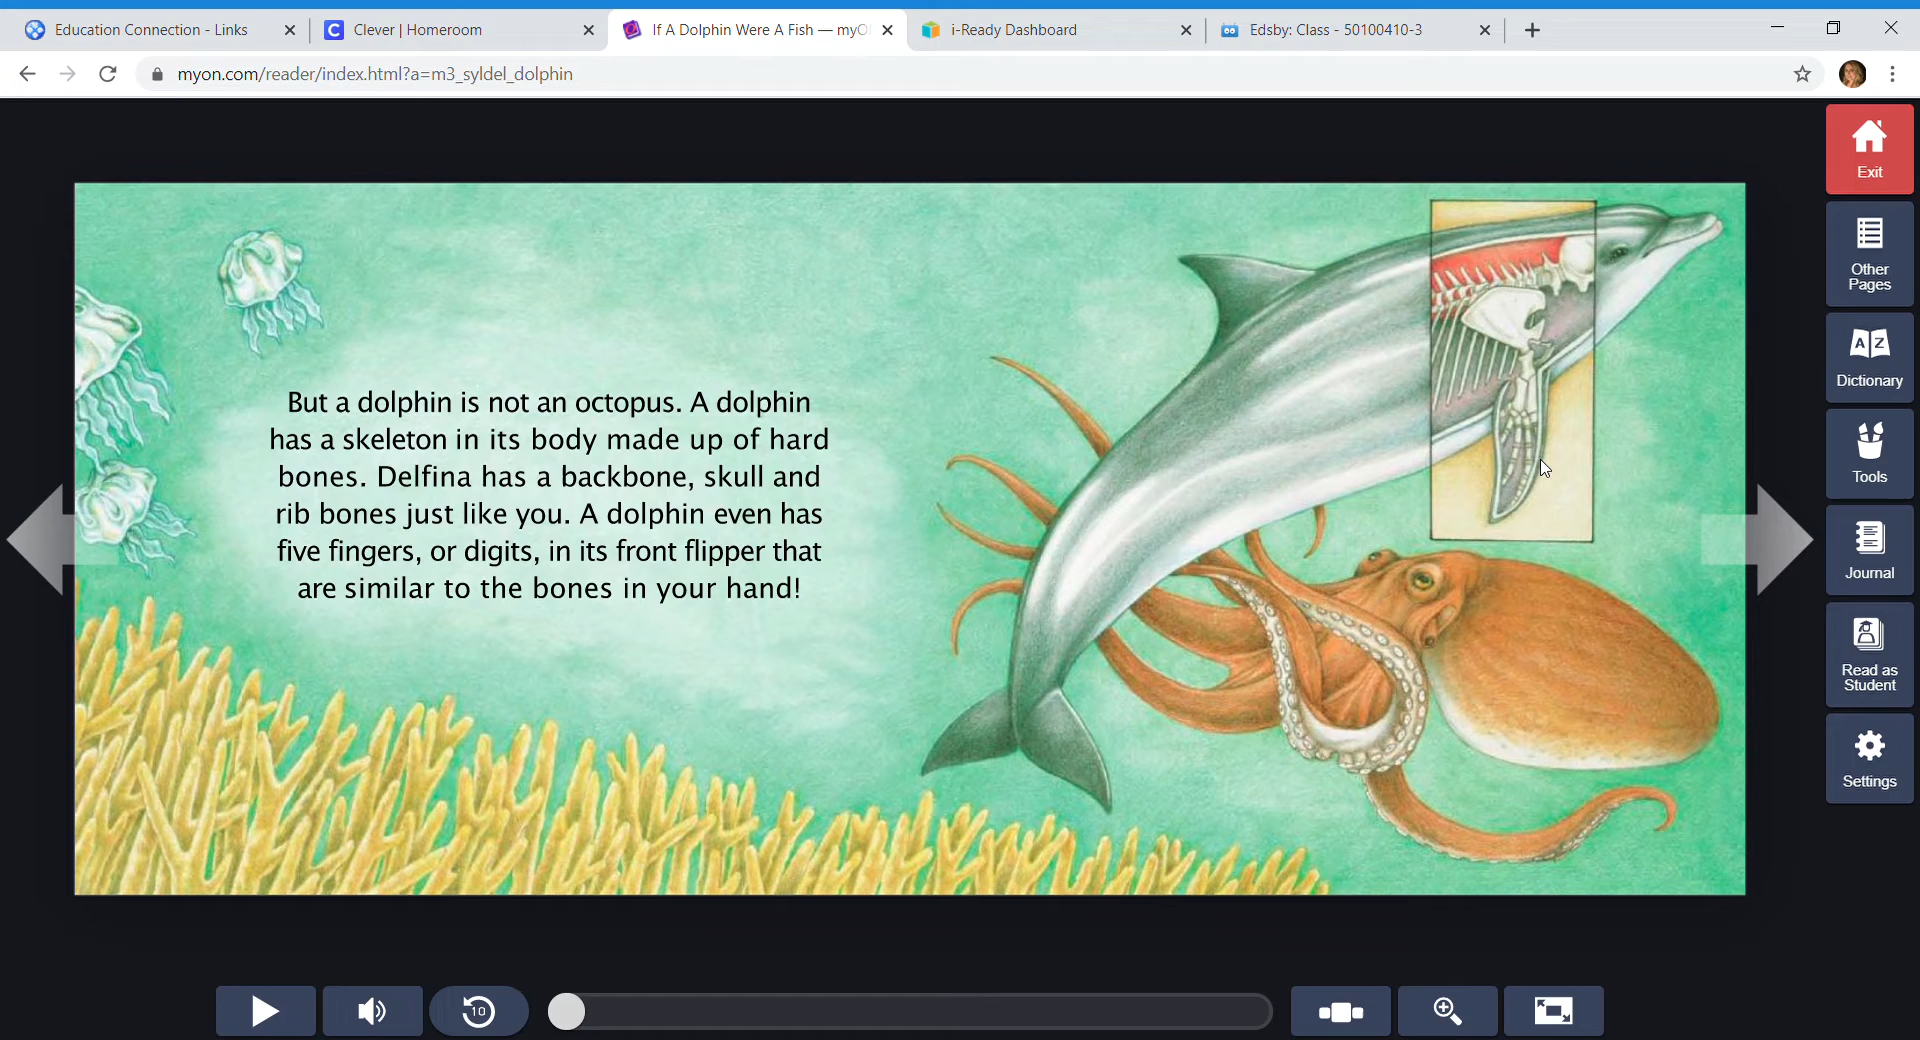 Education Connection - Links
Clever | Homeroom
If A Dolphin Were A Fish — myO
i-Ready Dashboard
Edsby: Class - 50100410-3
myon.com/reader/index.html?a=m3_syldel_dolphin
Exit
Other
Pages
A Z
Dictionary
Tools
Journal
Read as
Student
Settings
But a dolphin is not an octopus. A dolphin
has a skeleton in its body made up of hard
bones. Delfina has a backbone, skull and
rib bones just like you. A dolphin even has
five fingers, or digits, in its front flipper that
are similar to the bones in your hand!
10